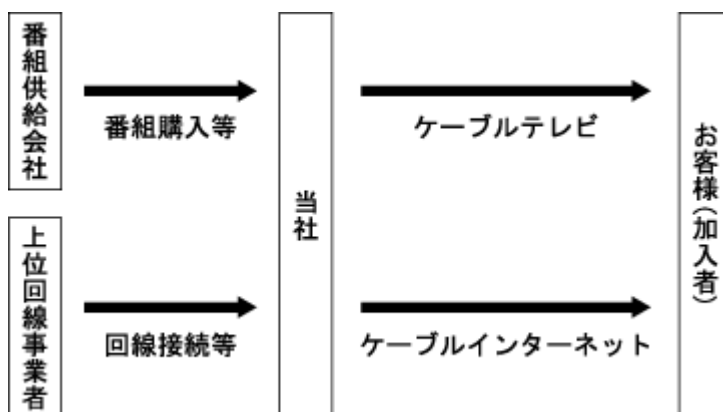 番組供給会社
番組購入等
ケーブルテレビ
当社
お客様(加入者)
上位回線事業者
回線接続等
ケーブルインターネット